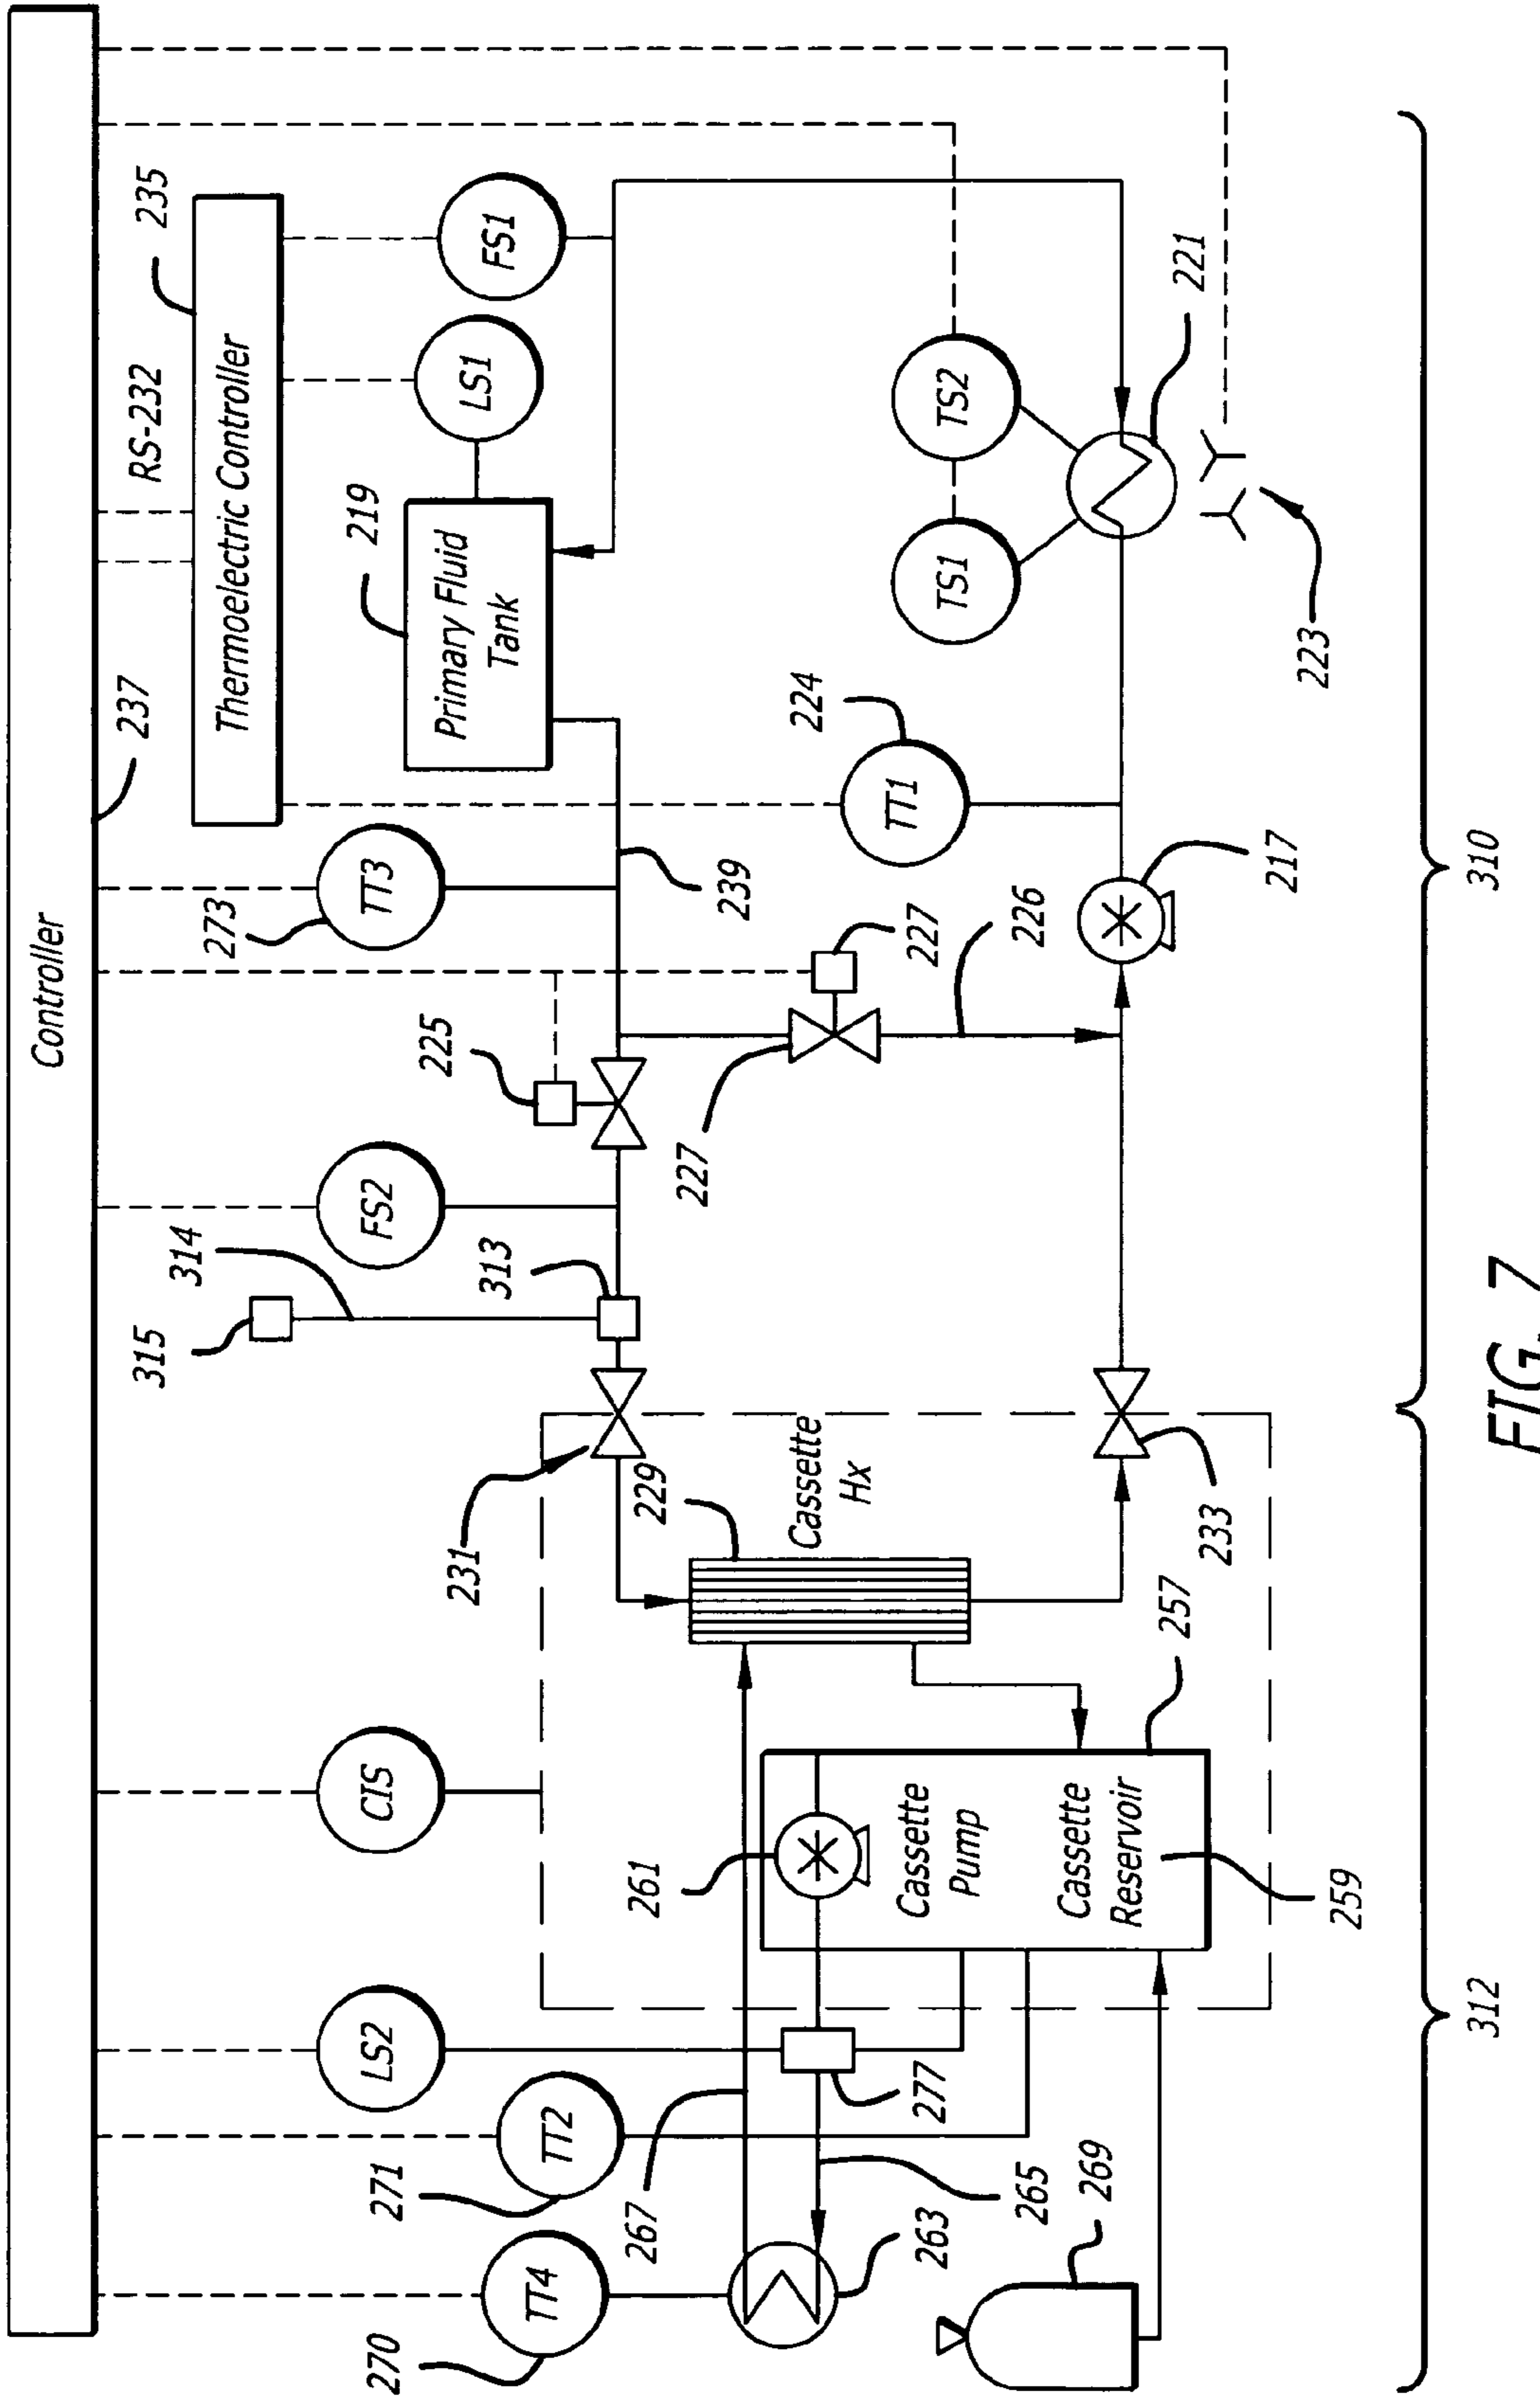 Controller
237
RS-232
235
Thermoelectric Controller
FS1
LS1
219
Primary Fluid
Tank
TT3
273
239
224
TT1
TS1
TS2
221
223
225
227
227
226
217
FS2
314
315
313
231
229
Cassette
Hx
233
CIS
257
261
Cassette
Pump
Cassette
Reservoir
259
LS2
TT2
271
277
267
265
TT4
270
263
269
312
310
FIG. 7